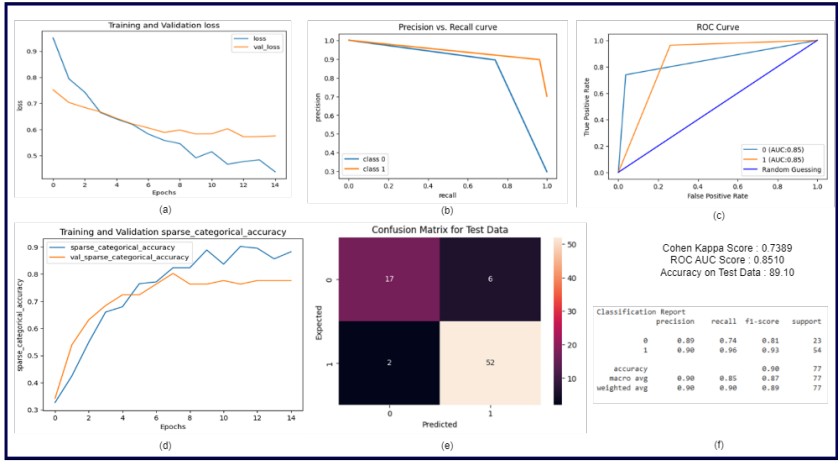 Training and Validation loss
loss
val_loss
0.9
0.8
0.7
0.6
0.5
loss
0 2 4 6 8 10 12 14
Epochs
(a)
Precision vs. Recall curve
1.0
0.9
0.8
0.7
0.6
0.5
0.4
0.3
precision
class 0
class 1
0.0 0.2 0.4 0.6 0.8 1.0
recall
(b)
ROC Curve
1.0
0.8
0.6
0.4
0.2
0.0
True Positive Rate
0 (AUC:0.85)
1 (AUC:0.85)
Random Guessing
0.0 0.2 0.4 0.6 0.8 1.0
False Positive Rate
(c)
Training and Validation sparse_categorical_accuracy
sparse_categorical_accuracy
val_sparse_categorical_accuracy
0.9
0.8
0.7
0.6
0.5
0.4
0.3
sparse_categorical_accuracy
0 2 4 6 8 10 12 14
Epochs
(d)
Confusion Matrix for Test Data
17 6
2 52
0
1
Expected
0 1
Predicted
50
40
30
20
10
(e)
Cohen Kappa Score : 0.7389
ROC AUC Score : 0.8510
Accuracy on Test Data : 89.10
Classification Report
precision recall f1-score support
0 0.89 0.74 0.81 23
1 0.90 0.96 0.93 54
accuracy 0.90 77
macro avg 0.90 0.85 0.87 77
weighted avg 0.90 0.90 0.89 77
(f)